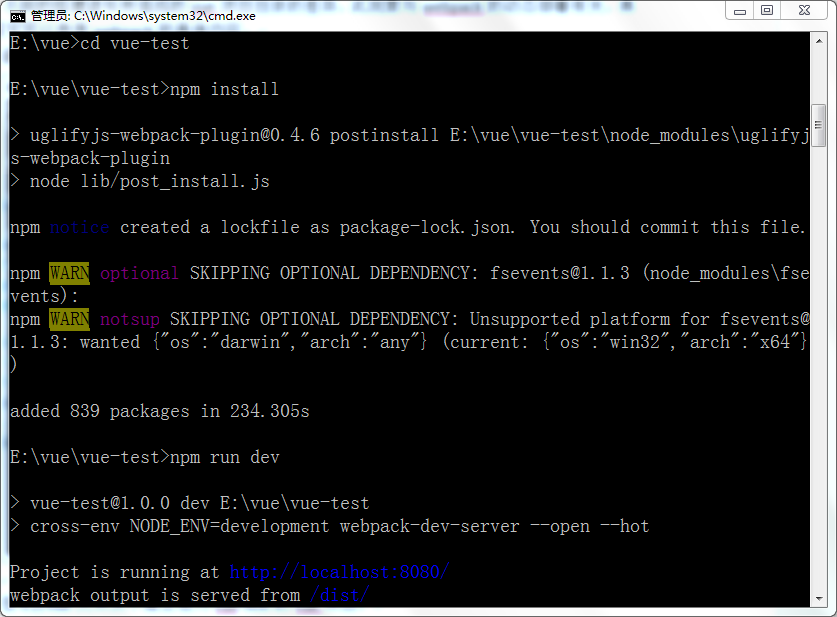 管理员: C:\Windows\system32\cmd.exe
E:\vue>cd vue-test
E:\vue\vue-test>npm install
> uglifyjs-webpack-plugin@0.4.6 postinstall E:\vue\vue-test\node_modules\uglifyj
s-webpack-plugin
> node lib/post_install.js
npm notice created a lockfile as package-lock.json. You should commit this file.
npm WARN optional SKIPPING OPTIONAL DEPENDENCY: fsevents@1.1.3 (node_modules\fse
vents):
npm WARN notsup SKIPPING OPTIONAL DEPENDENCY: Unsupported platform for fsevents@
1.1.3: wanted {"os":"darwin","arch":"any"} (current: {"os":"win32","arch":"x64"}
)
added 839 packages in 234.305s
E:\vue\vue-test>npm run dev
> vue-test@1.0.0 dev E:\vue\vue-test
> cross-env NODE_ENV=development webpack-dev-server --open --hot
Project is running at http://localhost:8080/
webpack output is served from /dist/